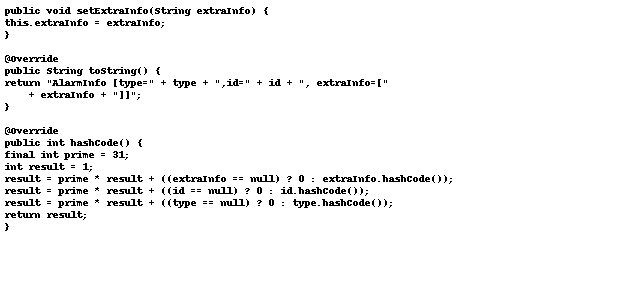 public void setExtraInfo(String extraInfo) {
this.extraInfo = extraInfo;
}

@Override
public String toString() {
return "AlarmInfo [type=" + type + ",id=" + id + ", extraInfo=["
    + extraInfo + "]]";
}

@Override
public int hashCode() {
final int prime = 31;
int result = 1;
result = prime * result + ((extraInfo == null) ? 0 : extraInfo.hashCode());
result = prime * result + ((id == null) ? 0 : id.hashCode());
result = prime * result + ((type == null) ? 0 : type.hashCode());
return result;
}